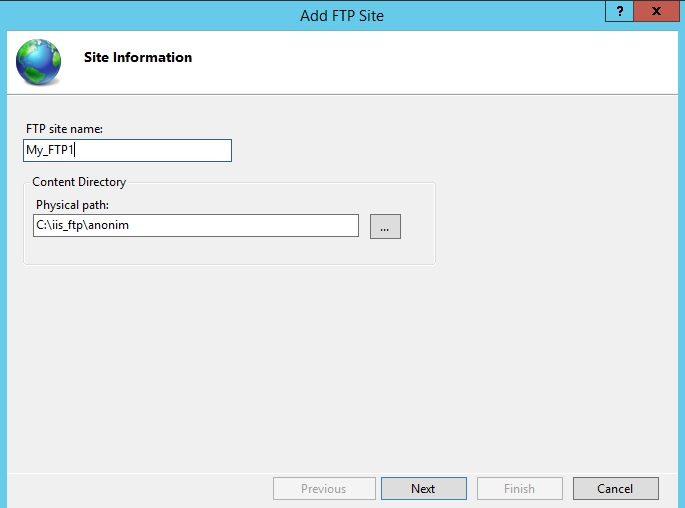 Add FTP Site
? x
Site Information
FTP site name:
My_FTP1
Content Directory
Physical path:
C:\iis_ftp\anonim
...
Previous Next Finish Cancel